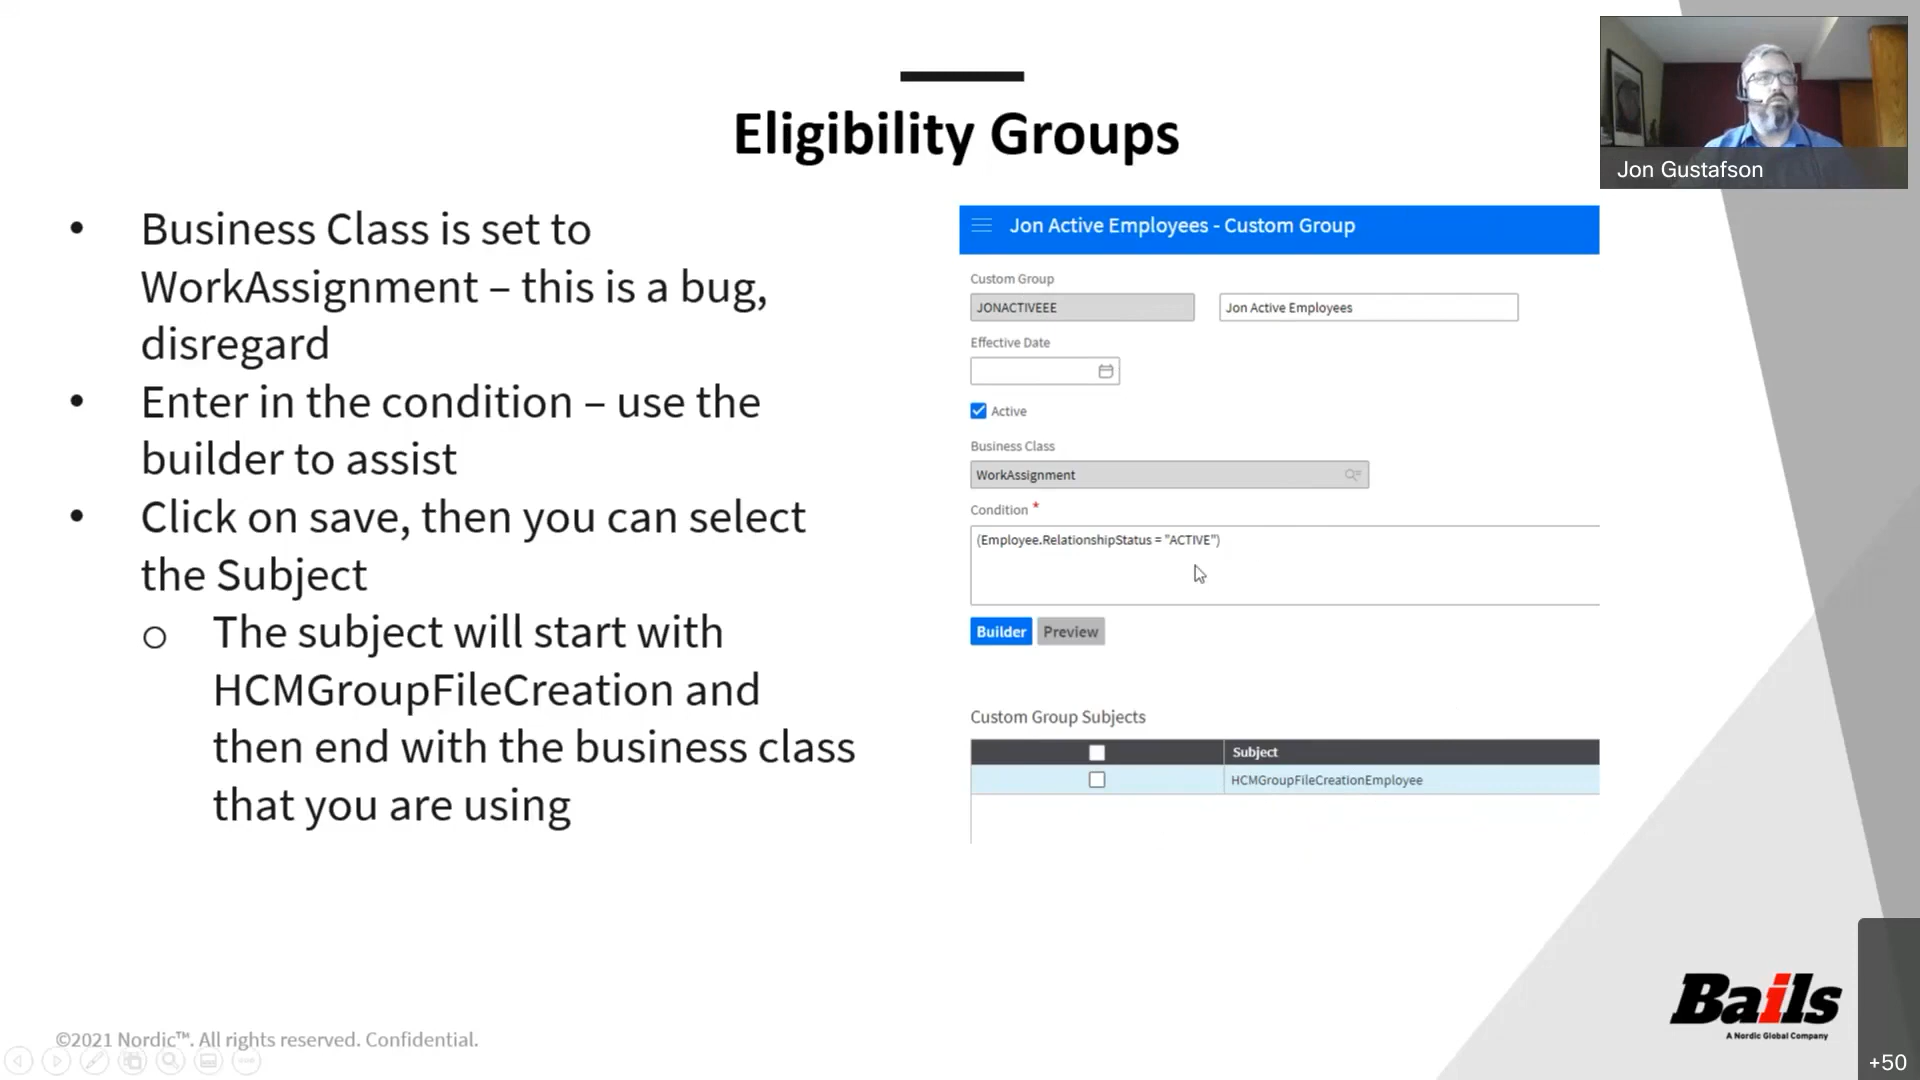 Eligibility Groups
Jon Gustafson
• Business Class is set to
WorkAssignment – this is a bug,
disregard
• Enter in the condition – use the
builder to assist
• Click on save, then you can select
the Subject
o The subject will start with
HCMGroupFileCreation and
then end with the business class
that you are using
Jon Active Employees - Custom Group
Custom Group
JONACTIVEEE
Jon Active Employees
Effective Date
Active
Business Class
WorkAssignment
Condition *
(Employee.RelationshipStatus = "ACTIVE")
Builder
Preview
Custom Group Subjects
Subject
HCMGroupFileCreationEmployee
©2021 Nordic™. All rights reserved. Confidential.
Bails
A Nordic Global Company
+50